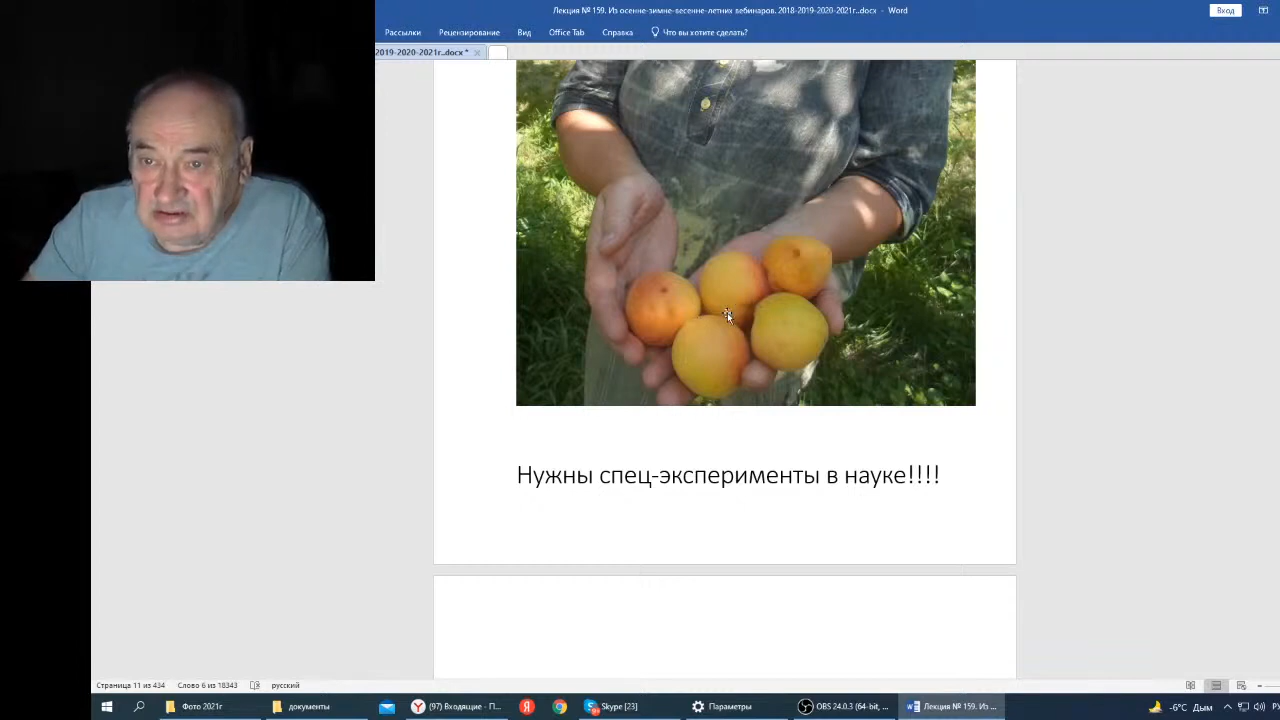 Лекция № 159. Из осенне-зимне-весенне-летних вебинаров. 2018-2019-2020-2021г..docx - Word
Вход
Рассылки Рецензирование Вид Office Tab Справка Что вы хотите сделать?
2019-2020-2021г..docx *
Нужны спец-эксперименты в науке!!!!
Страница 11 из 434 Слово 6 из 18343 русский
Фото 2021г документы (97) Входящие - П... Skype [23] Параметры OBS 24.0.3 (64-bit, ... Лекция № 159. Из ... -6°C Дымка